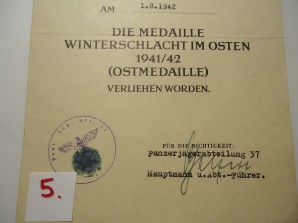 AM 1.8.1942
DIE MEDAILLE
WINTERSCHLACHT IM OSTEN
1941/42
(OSTMEDAILLE)
VERLIEHEN WORDEN.
FÜR DIE RICHTIGKEIT:
Panzerjägerabteilung 37
Hauptmann u.Abt.-Führer.
5.